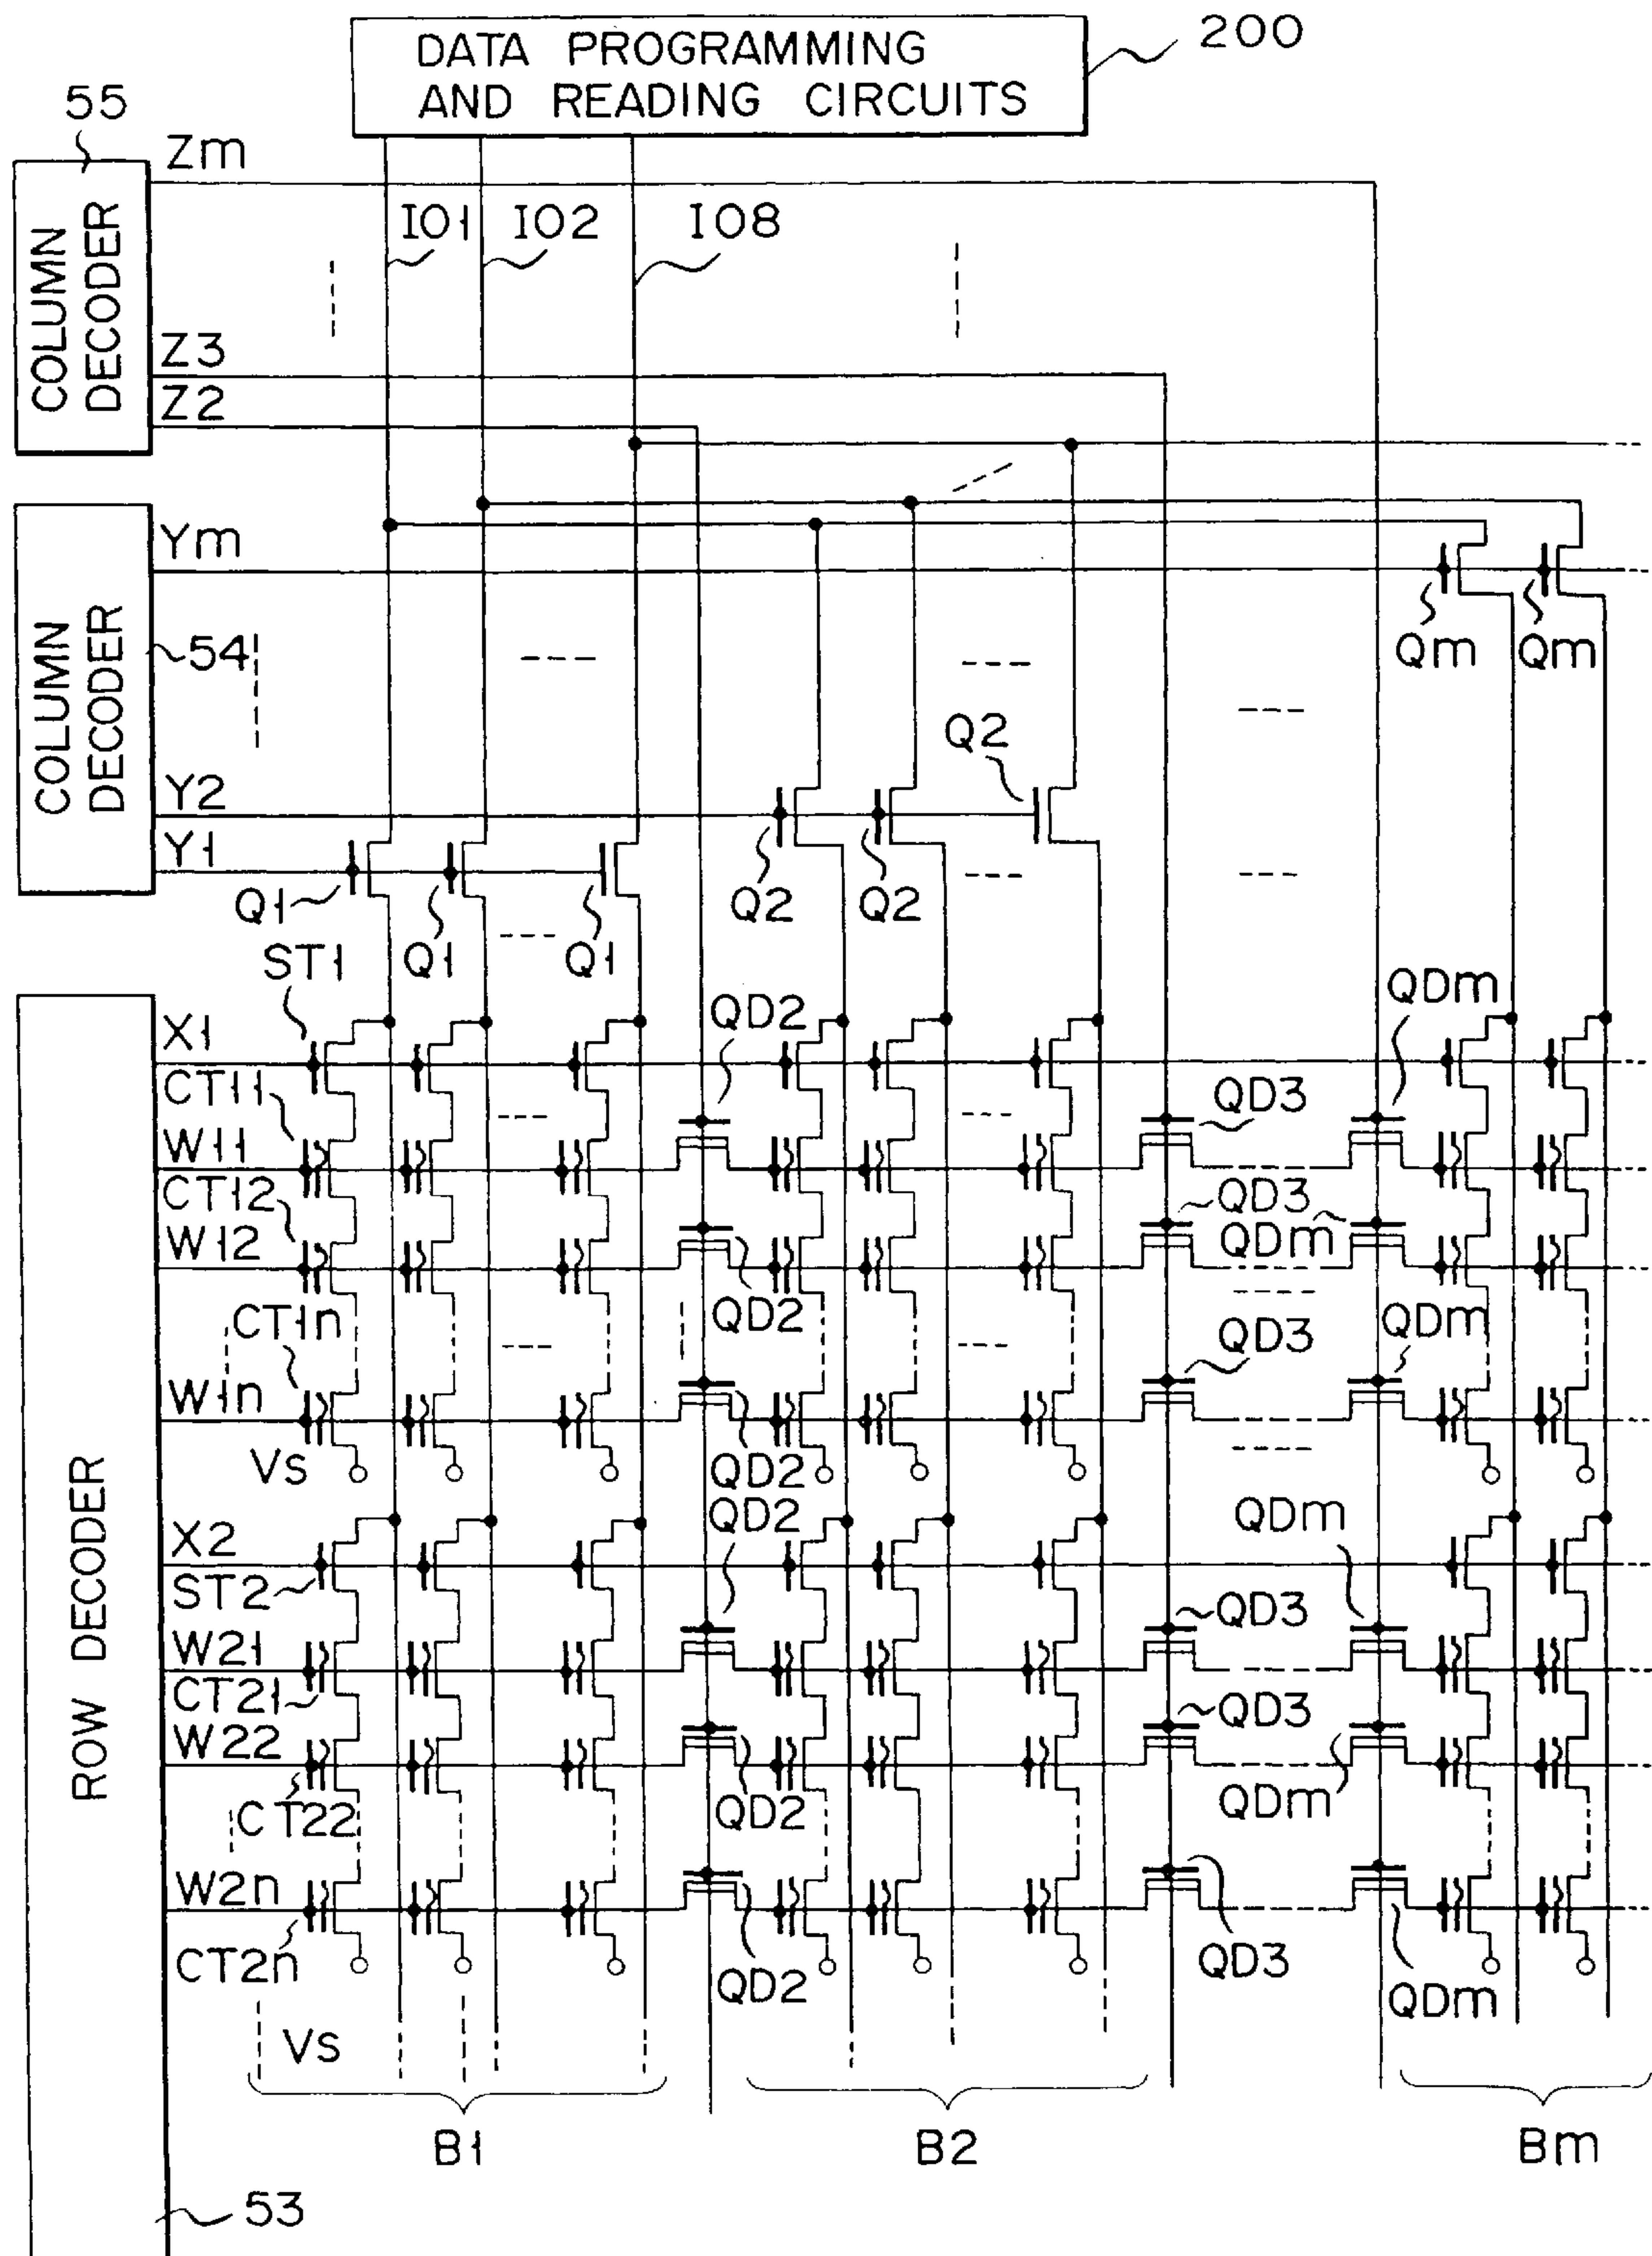 DATA PROGRAMMING
AND READING CIRCUITS
200
55
COLUMN
DECODER
Zm
IO1
IO2
IO8
Z3
Z2
COLUMN
DECODER
54
Ym
Qm
Qm
Y2
Q2
Y1
Q1
Q1
Q1
Q2
Q2
ST1
ROW DECODER
X1
QD2
QDm
CT11
QD3
W11
CT12
QD3
W12
QDm
QD2
CT1n
QD3
QDm
W1n
Vs
QD2
QD2
QDm
X2
ST2
QD3
W21
CT21
QD3
W22
CT22
QD2
QDm
W2n
CT2n
QD2
QD3
QDm
Vs
B1
B2
Bm
53